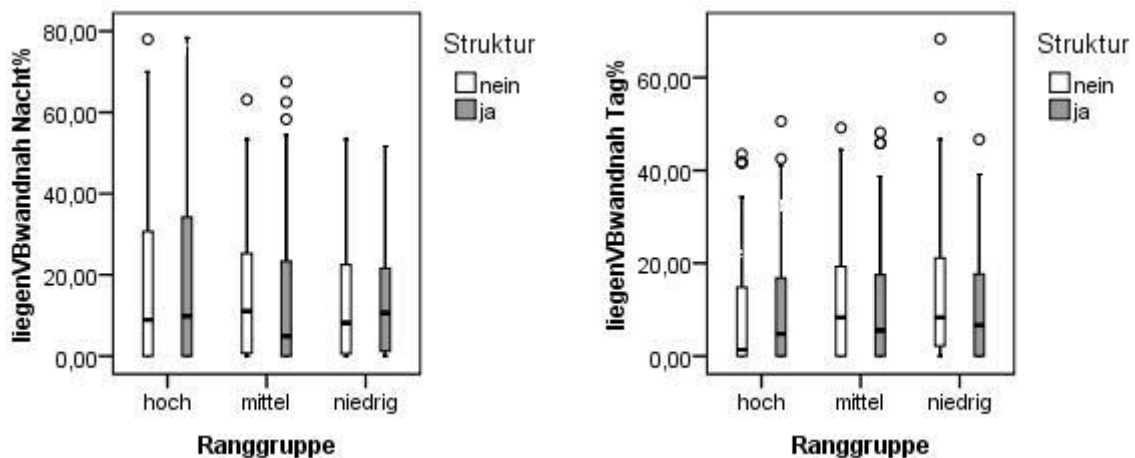 liegenVBwandnah Nacht%
80,00
60,00
40,00
20,00
0,00
hoch mittel niedrig
Ranggruppe
Struktur
nein
ja
liegenVBwandnah Tag%
60,00
40,00
20,00
0,00
hoch mittel niedrig
Ranggruppe
Struktur
nein
ja